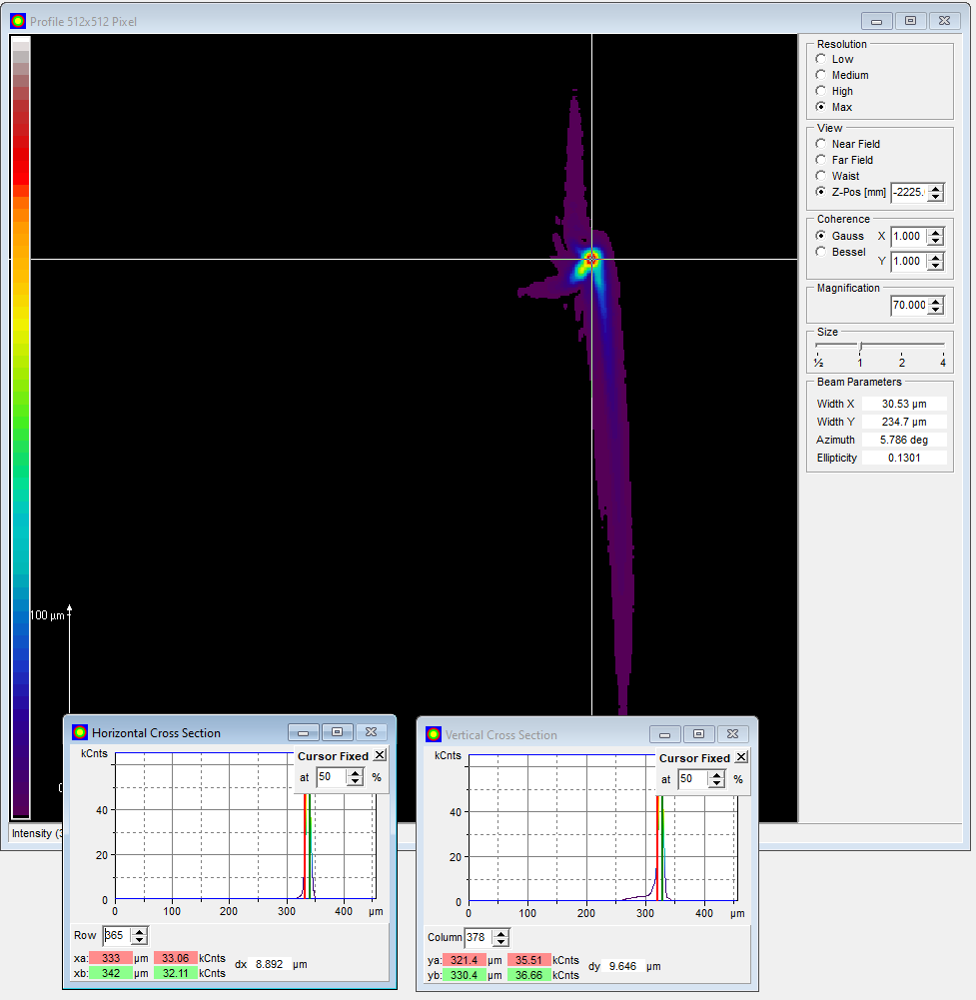 Profile 512x512 Pixel
Resolution
Low
Medium
High
Max
View
Near Field
Far Field
Waist
Z-Pos [mm] -2225.
Coherence
Gauss X 1.000
Bessel Y 1.000
Magnification
70.000
Size
½ 1 2 4
Beam Parameters
Width X 30.53 µm
Width Y 234.7 µm
Azimuth 5.786 deg
Ellipticity 0.1301
100 µm
Intensity (3
Horizontal Cross Section
kCnts
Cursor Fixed
at 50 %
40
20
0
0 100 200 300 400 µm
Row 365
xa: 333 µm 33.06 kCnts
xb: 342 µm 32.11 kCnts
dx 8.892 µm
Vertical Cross Section
kCnts
Cursor Fixed
at 50 %
40
20
0
0 100 200 300 400 µm
Column 378
ya: 321.4 µm 35.51 kCnts
yb: 330.4 µm 36.66 kCnts
dy 9.646 µm